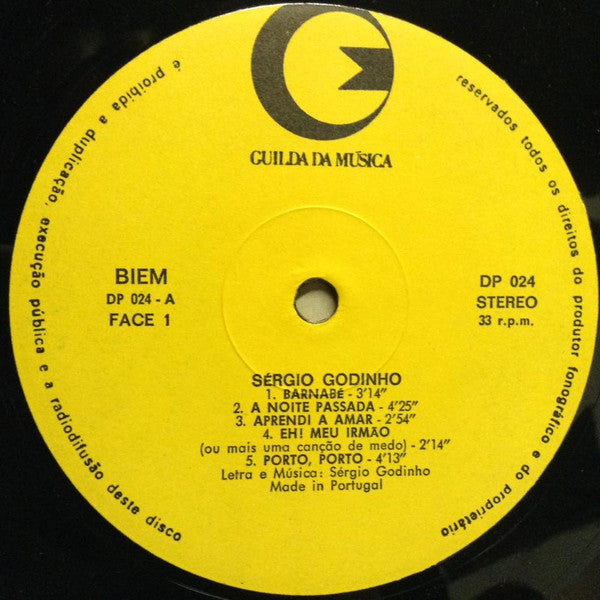 GUILDA DA MÚSICA
é proibida a duplicação, execução pública e a radiodifusão deste disco
reservados todos os direitos do produtor fonográfico e do proprietário
BIEM
DP 024 - A
FACE 1
DP 024
STEREO
33 r.p.m.
SÉRGIO GODINHO
1. BARNABÉ - 3'14"
2. A NOITE PASSADA - 4'25"
3. APRENDI A AMAR - 2'54"
4. EH! MEU IRMÃO
(ou mais uma canção de medo) - 2'14"
5. PORTO, PORTO - 4'13"
Letra e Música: Sérgio Godinho
Made in Portugal